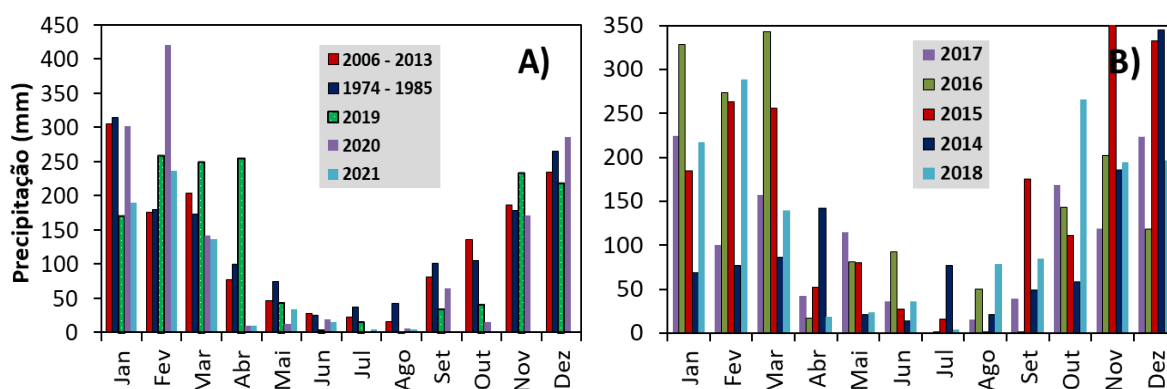 Precipitação (mm)
450
400
350
300
250
200
150
100
50
0
A)
2006 - 2013
1974 - 1985
2019
2020
2021
Jan
Fev
Mar
Abr
Mai
Jun
Jul
Ago
Set
Out
Nov
Dez
350
300
250
200
150
100
50
0
B)
2017
2016
2015
2014
2018
Jan
Fev
Mar
Abr
Mai
Jun
Jul
Ago
Set
Out
Nov
Dez